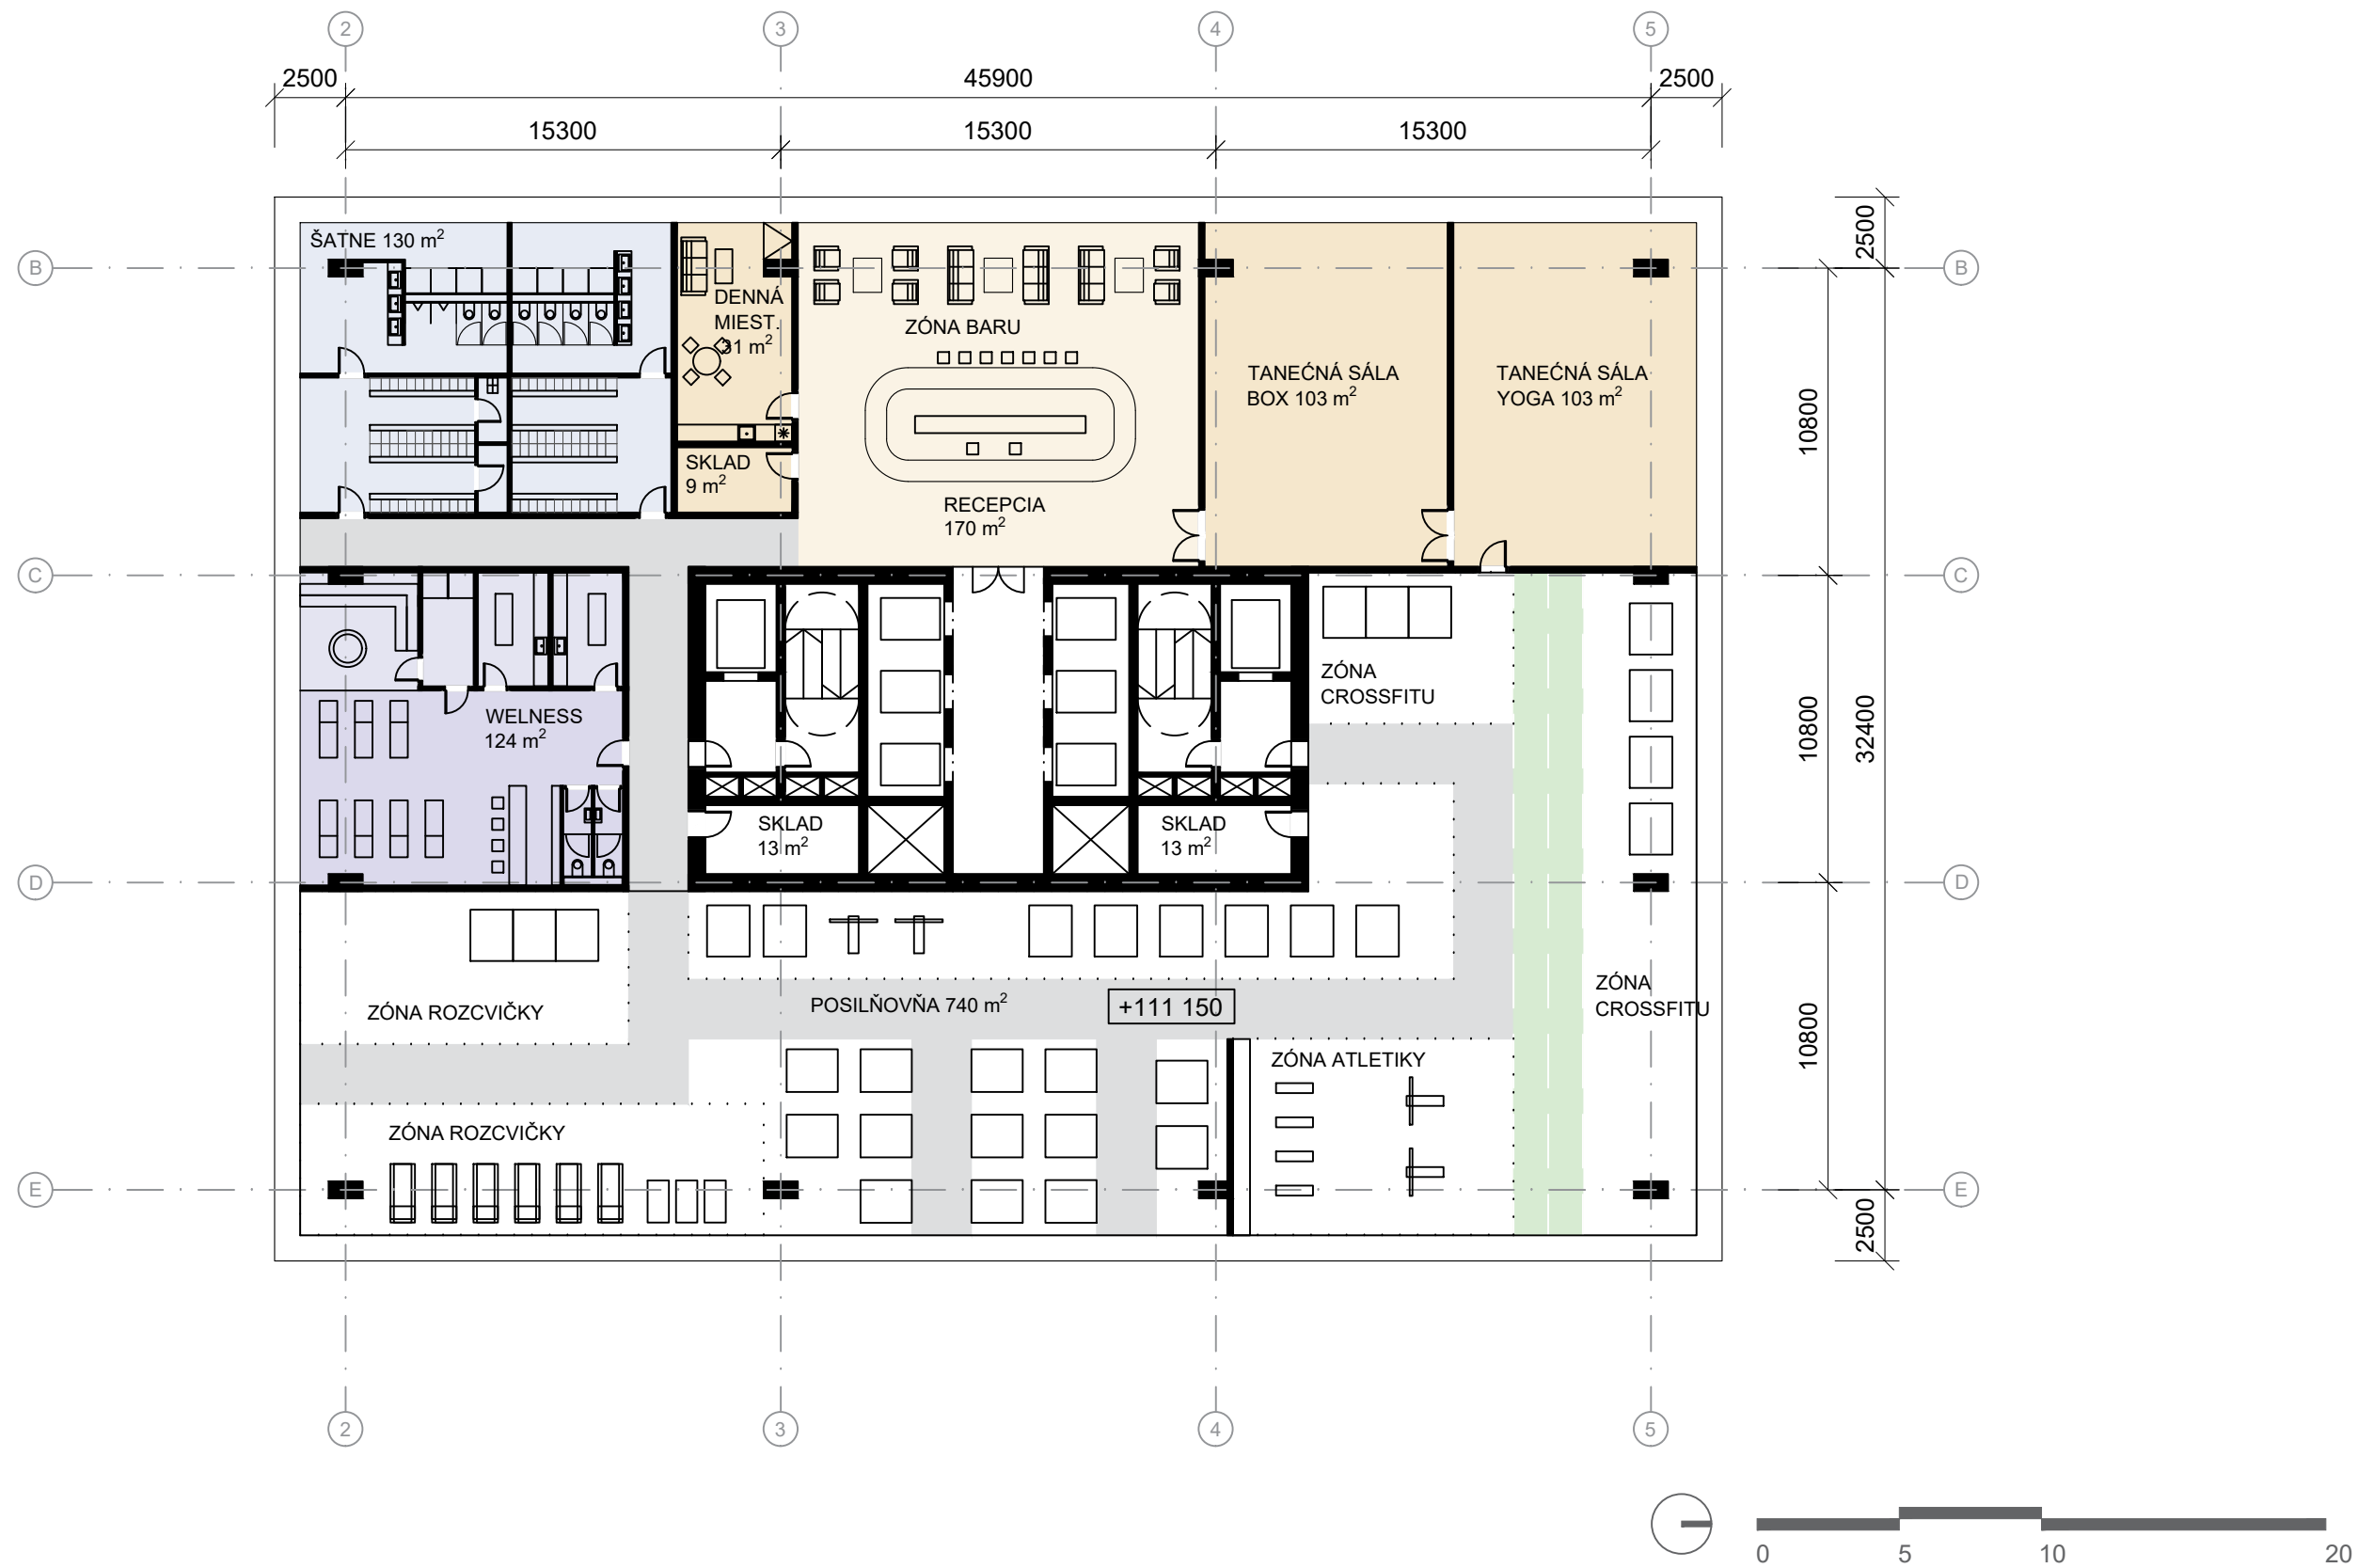 2 3 4 5
2500 45900 2500
15300 15300 15300
2500
B B
ŠATNE 130 m²
DENNÁ
MIEST.
31 m²
ZÓNA BARU
TANEĆNÁ SÁLA
BOX 103 m²
TANEĆNÁ SÁLA
YOGA 103 m²
10800
SKLAD
9 m²
RECEPCIA
170 m²
C C
ZÓNA
CROSSFITU
WELNESS
124 m²
10800
32400
SKLAD
13 m²
SKLAD
13 m²
D D
ZÓNA ROZCVIČKY
POSILŇOVŇA 740 m²
+111 150
ZÓNA
CROSSFITU
10800
ZÓNA ATLETIKY
ZÓNA ROZCVIČKY
E E
2500
2 3 4 5
0 5 10 20